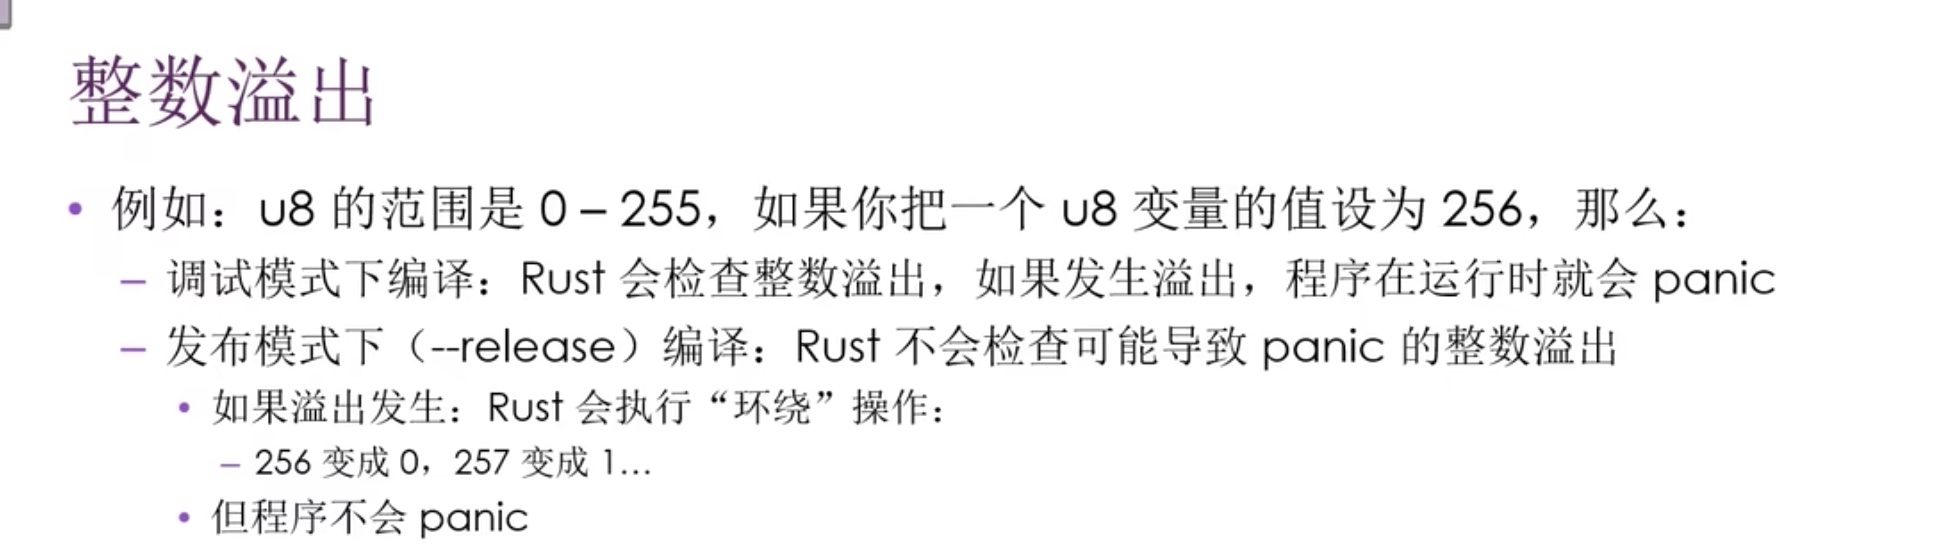 整数溢出
• 例如：u8 的范围是 0 – 255，如果你把一个 u8 变量的值设为 256，那么：
– 调试模式下编译：Rust 会检查整数溢出，如果发生溢出，程序在运行时就会 panic
– 发布模式下（--release）编译：Rust 不会检查可能导致 panic 的整数溢出
• 如果溢出发生：Rust 会执行“环绕”操作：
– 256 变成 0，257 变成 1…
• 但程序不会 panic